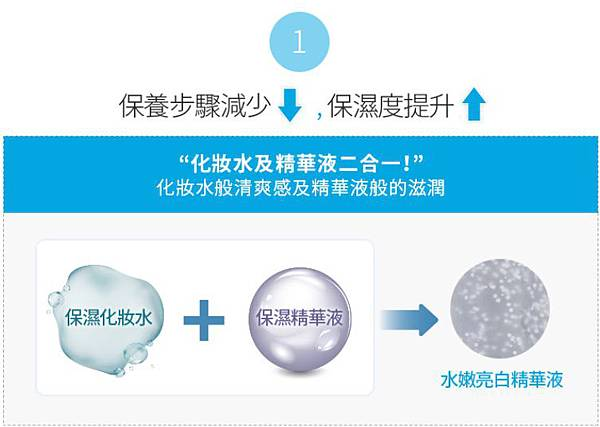 1
保養步驟減少 , 保濕度提升
“化妝水及精華液二合一!”
化妝水般清爽感及精華液般的滋潤
保濕化妝水
保濕精華液
水嫩亮白精華液